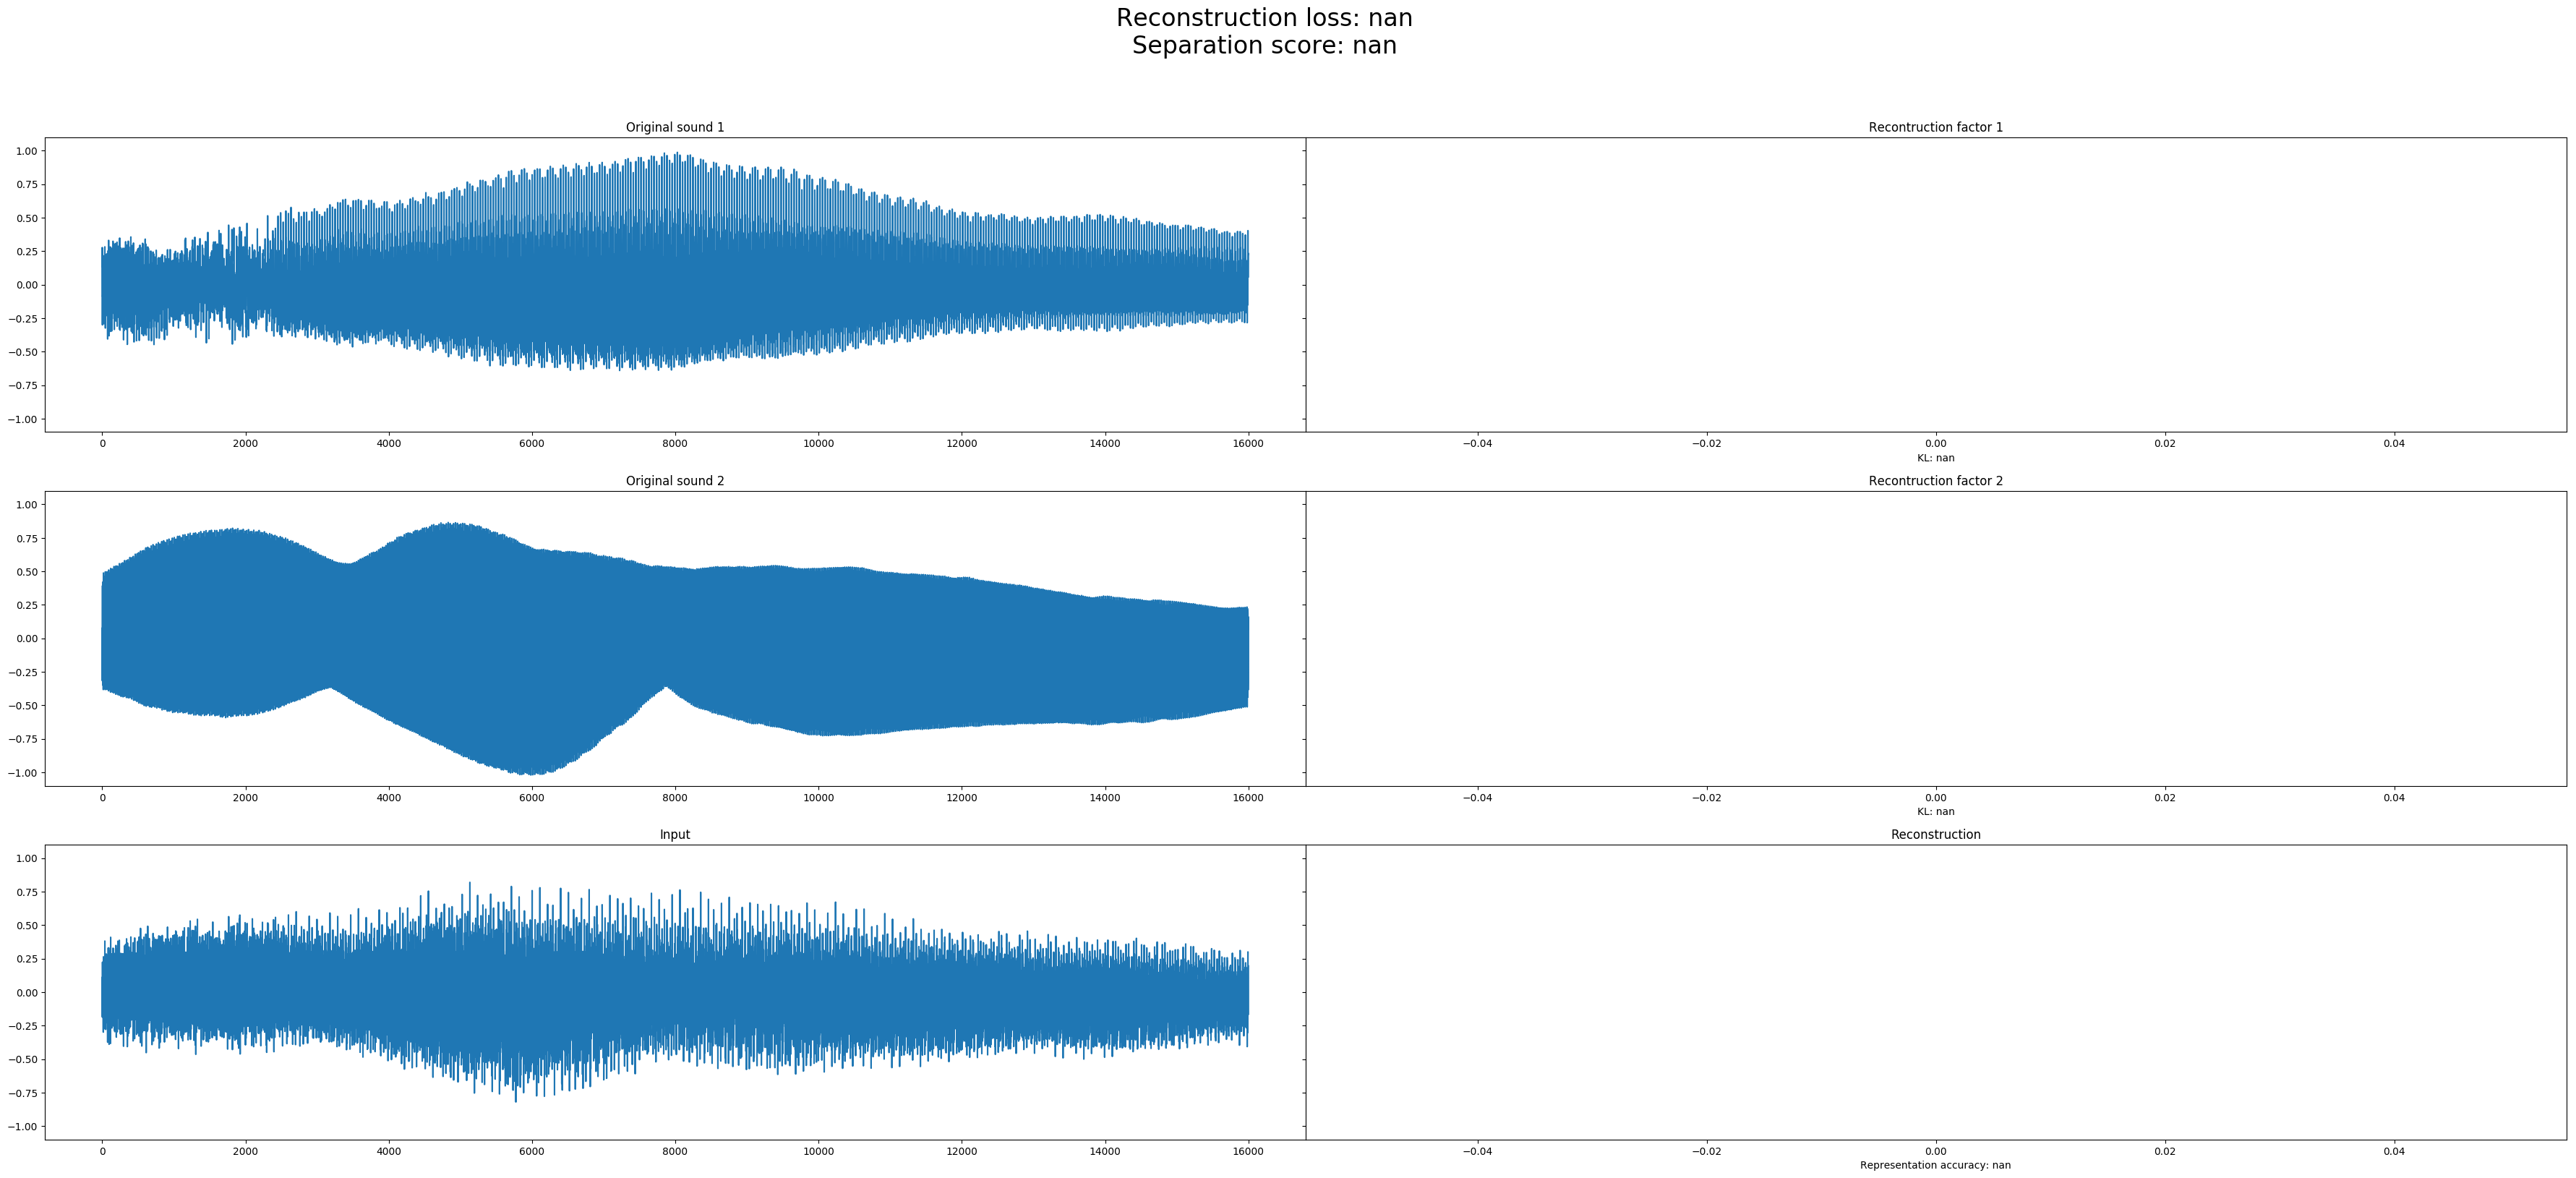 Reconstruction loss: nan
Separation score: nan
Original sound 1
Recontruction factor 1
1.00
0.75
0.50
0.25
0.00
−0.25
−0.50
−0.75
−1.00
0 2000 4000 6000 8000 10000 12000 14000 16000
−0.04 −0.02 0.00 0.02 0.04
KL: nan
Original sound 2
Recontruction factor 2
1.00
0.75
0.50
0.25
0.00
−0.25
−0.50
−0.75
−1.00
0 2000 4000 6000 8000 10000 12000 14000 16000
−0.04 −0.02 0.00 0.02 0.04
KL: nan
Input
Reconstruction
1.00
0.75
0.50
0.25
0.00
−0.25
−0.50
−0.75
−1.00
0 2000 4000 6000 8000 10000 12000 14000 16000
−0.04 −0.02 0.00 0.02 0.04
Representation accuracy: nan